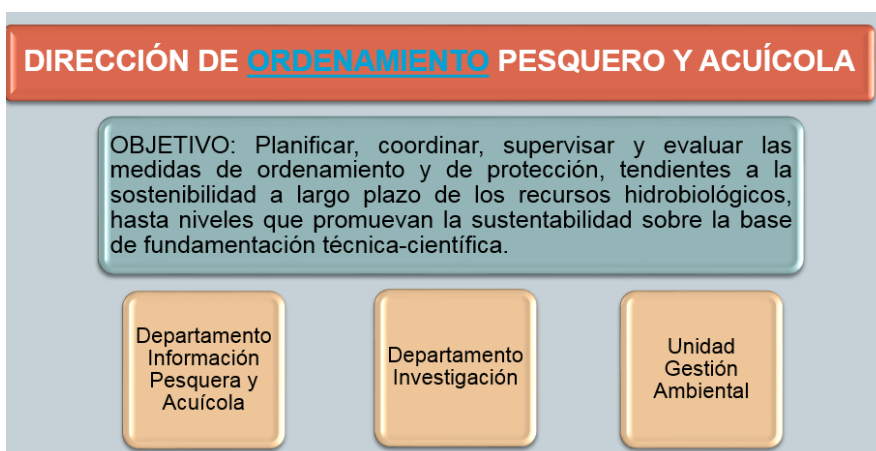 DIRECCIÓN DE ORDENAMIENTO PESQUERO Y ACUÍCOLA
OBJETIVO: Planificar, coordinar, supervisar y evaluar las
medidas de ordenamiento y de protección, tendientes a la
sostenibilidad a largo plazo de los recursos hidrobiológicos,
hasta niveles que promuevan la sustentabilidad sobre la base
de fundamentación técnica-científica.
Departamento
Información
Pesquera y
Acuícola
Departamento
Investigación
Unidad
Gestión
Ambiental